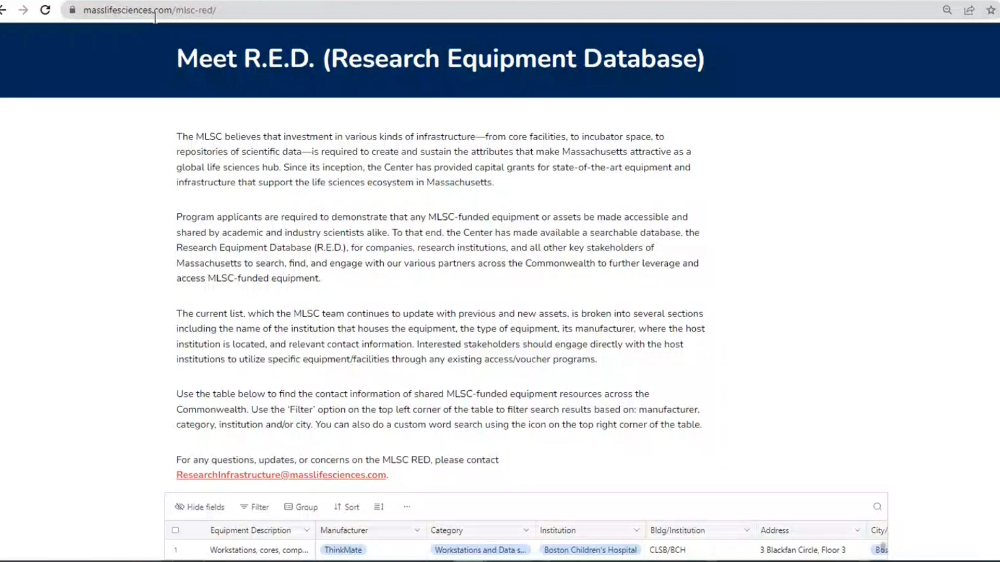 masslifesciences.com/mlsc-red/
Meet R.E.D. (Research Equipment Database)
The MLSC believes that investment in various kinds of infrastructure—from core facilities, to incubator space, to
repositories of scientific data—is required to create and sustain the attributes that make Massachusetts attractive as a
global life sciences hub. Since its inception, the Center has provided capital grants for state-of-the-art equipment and
infrastructure that support the life sciences ecosystem in Massachusetts.
Program applicants are required to demonstrate that any MLSC-funded equipment or assets be made accessible and
shared by academic and industry scientists alike. To that end, the Center has made available a searchable database, the
Research Equipment Database (R.E.D.), for companies, research institutions, and all other key stakeholders of
Massachusetts to search, find, and engage with our various partners across the Commonwealth to further leverage and
access MLSC-funded equipment.
The current list, which the MLSC team continues to update with previous and new assets, is broken into several sections
including the name of the institution that houses the equipment, the type of equipment, its manufacturer, where the host
institution is located, and relevant contact information. Interested stakeholders should engage directly with the host
institutions to utilize specific equipment/facilities through any existing access/voucher programs.
Use the table below to find the contact information of shared MLSC-funded equipment resources across the
Commonwealth. Use the ‘Filter’ option on the top left corner of the table to filter search results based on: manufacturer,
category, institution and/or city. You can also do a custom word search using the icon on the top right corner of the table.
For any questions, updates, or concerns on the MLSC RED, please contact
ResearchInfrastructure@masslifesciences.com.
Hide fields Filter Group Sort ...
Equipment Description Manufacturer Category Institution Bldg/Institution Address City/
1 Workstations, cores, comp... ThinkMate Workstations and Data s... Boston Children's Hospital CLSB/BCH 3 Blackfan Circle, Floor 3 Bos